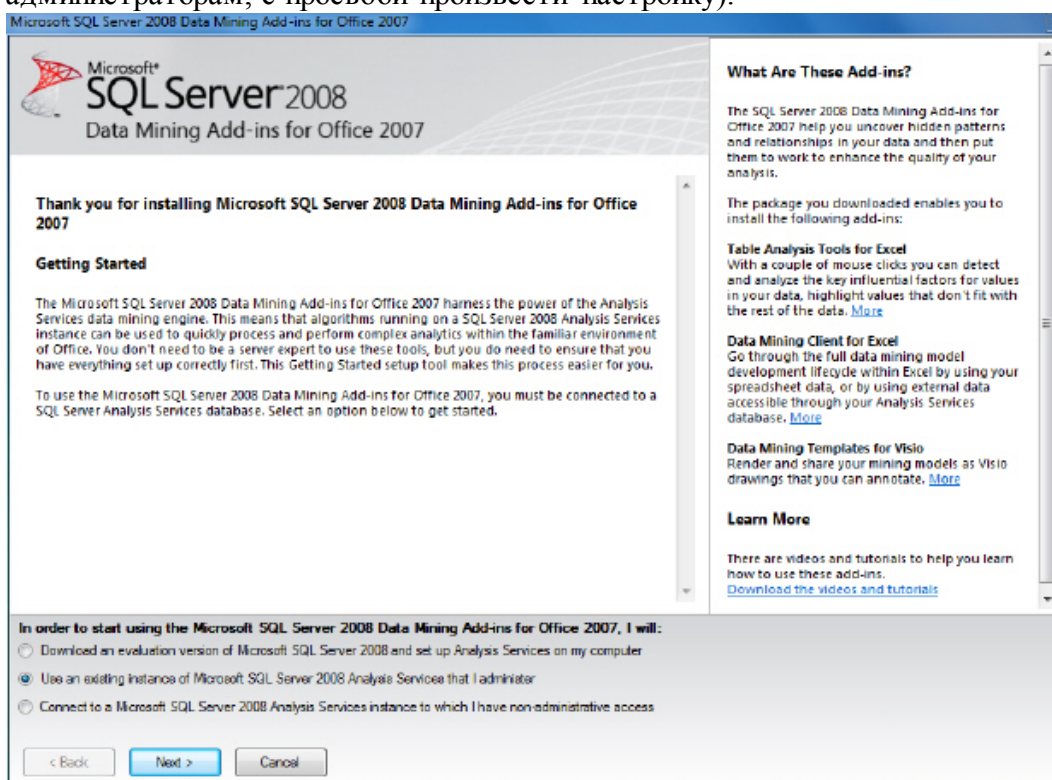 администраторам, с просьбой произвести настройку).
Microsoft SQL Server 2008 Data Mining Add-ins for Office 2007
Microsoft®
SQL Server 2008
Data Mining Add-ins for Office 2007
Thank you for installing Microsoft SQL Server 2008 Data Mining Add-ins for Office
2007
Getting Started
The Microsoft SQL Server 2008 Data Mining Add-ins for Office 2007 harness the power of the Analysis
Services data mining engine. This means that algorithms running on a SQL Server 2008 Analysis Services
instance can be used to quickly process and perform complex analytics within the familiar environment
of Office. You don't need to be a server expert to use these tools, but you do need to ensure that you
have everything set up correctly first. This Getting Started setup tool makes this process easier for you.
To use the Microsoft SQL Server 2008 Data Mining Add-ins for Office 2007, you must be connected to a
SQL Server Analysis Services database. Select an option below to get started.
What Are These Add-ins?
The SQL Server 2008 Data Mining Add-ins for
Office 2007 help you uncover hidden patterns
and relationships in your data and then put
them to work to enhance the quality of your
analysis.
The package you downloaded enables you to
install the following add-ins:
Table Analysis Tools for Excel
With a couple of mouse clicks you can detect
and analyze the key influential factors for values
in your data, highlight values that don't fit with
the rest of the data. More
Data Mining Client for Excel
Go through the full data mining model
development lifecycle within Excel by using your
spreadsheet data, or by using external data
accessible through your Analysis Services
database. More
Data Mining Templates for Visio
Render and share your mining models as Visio
drawings that you can annotate. More
Learn More
There are videos and tutorials to help you learn
how to use these add-ins.
Download the videos and tutorials
In order to start using the Microsoft SQL Server 2008 Data Mining Add-ins for Office 2007, I will:
Download an evaluation version of Microsoft SQL Server 2008 and set up Analysis Services on my computer
Use an existing instance of Microsoft SQL Server 2008 Analysis Services that I administer
Connect to a Microsoft SQL Server 2008 Analysis Services instance to which I have non-administrative access
< Back
Next >
Cancel